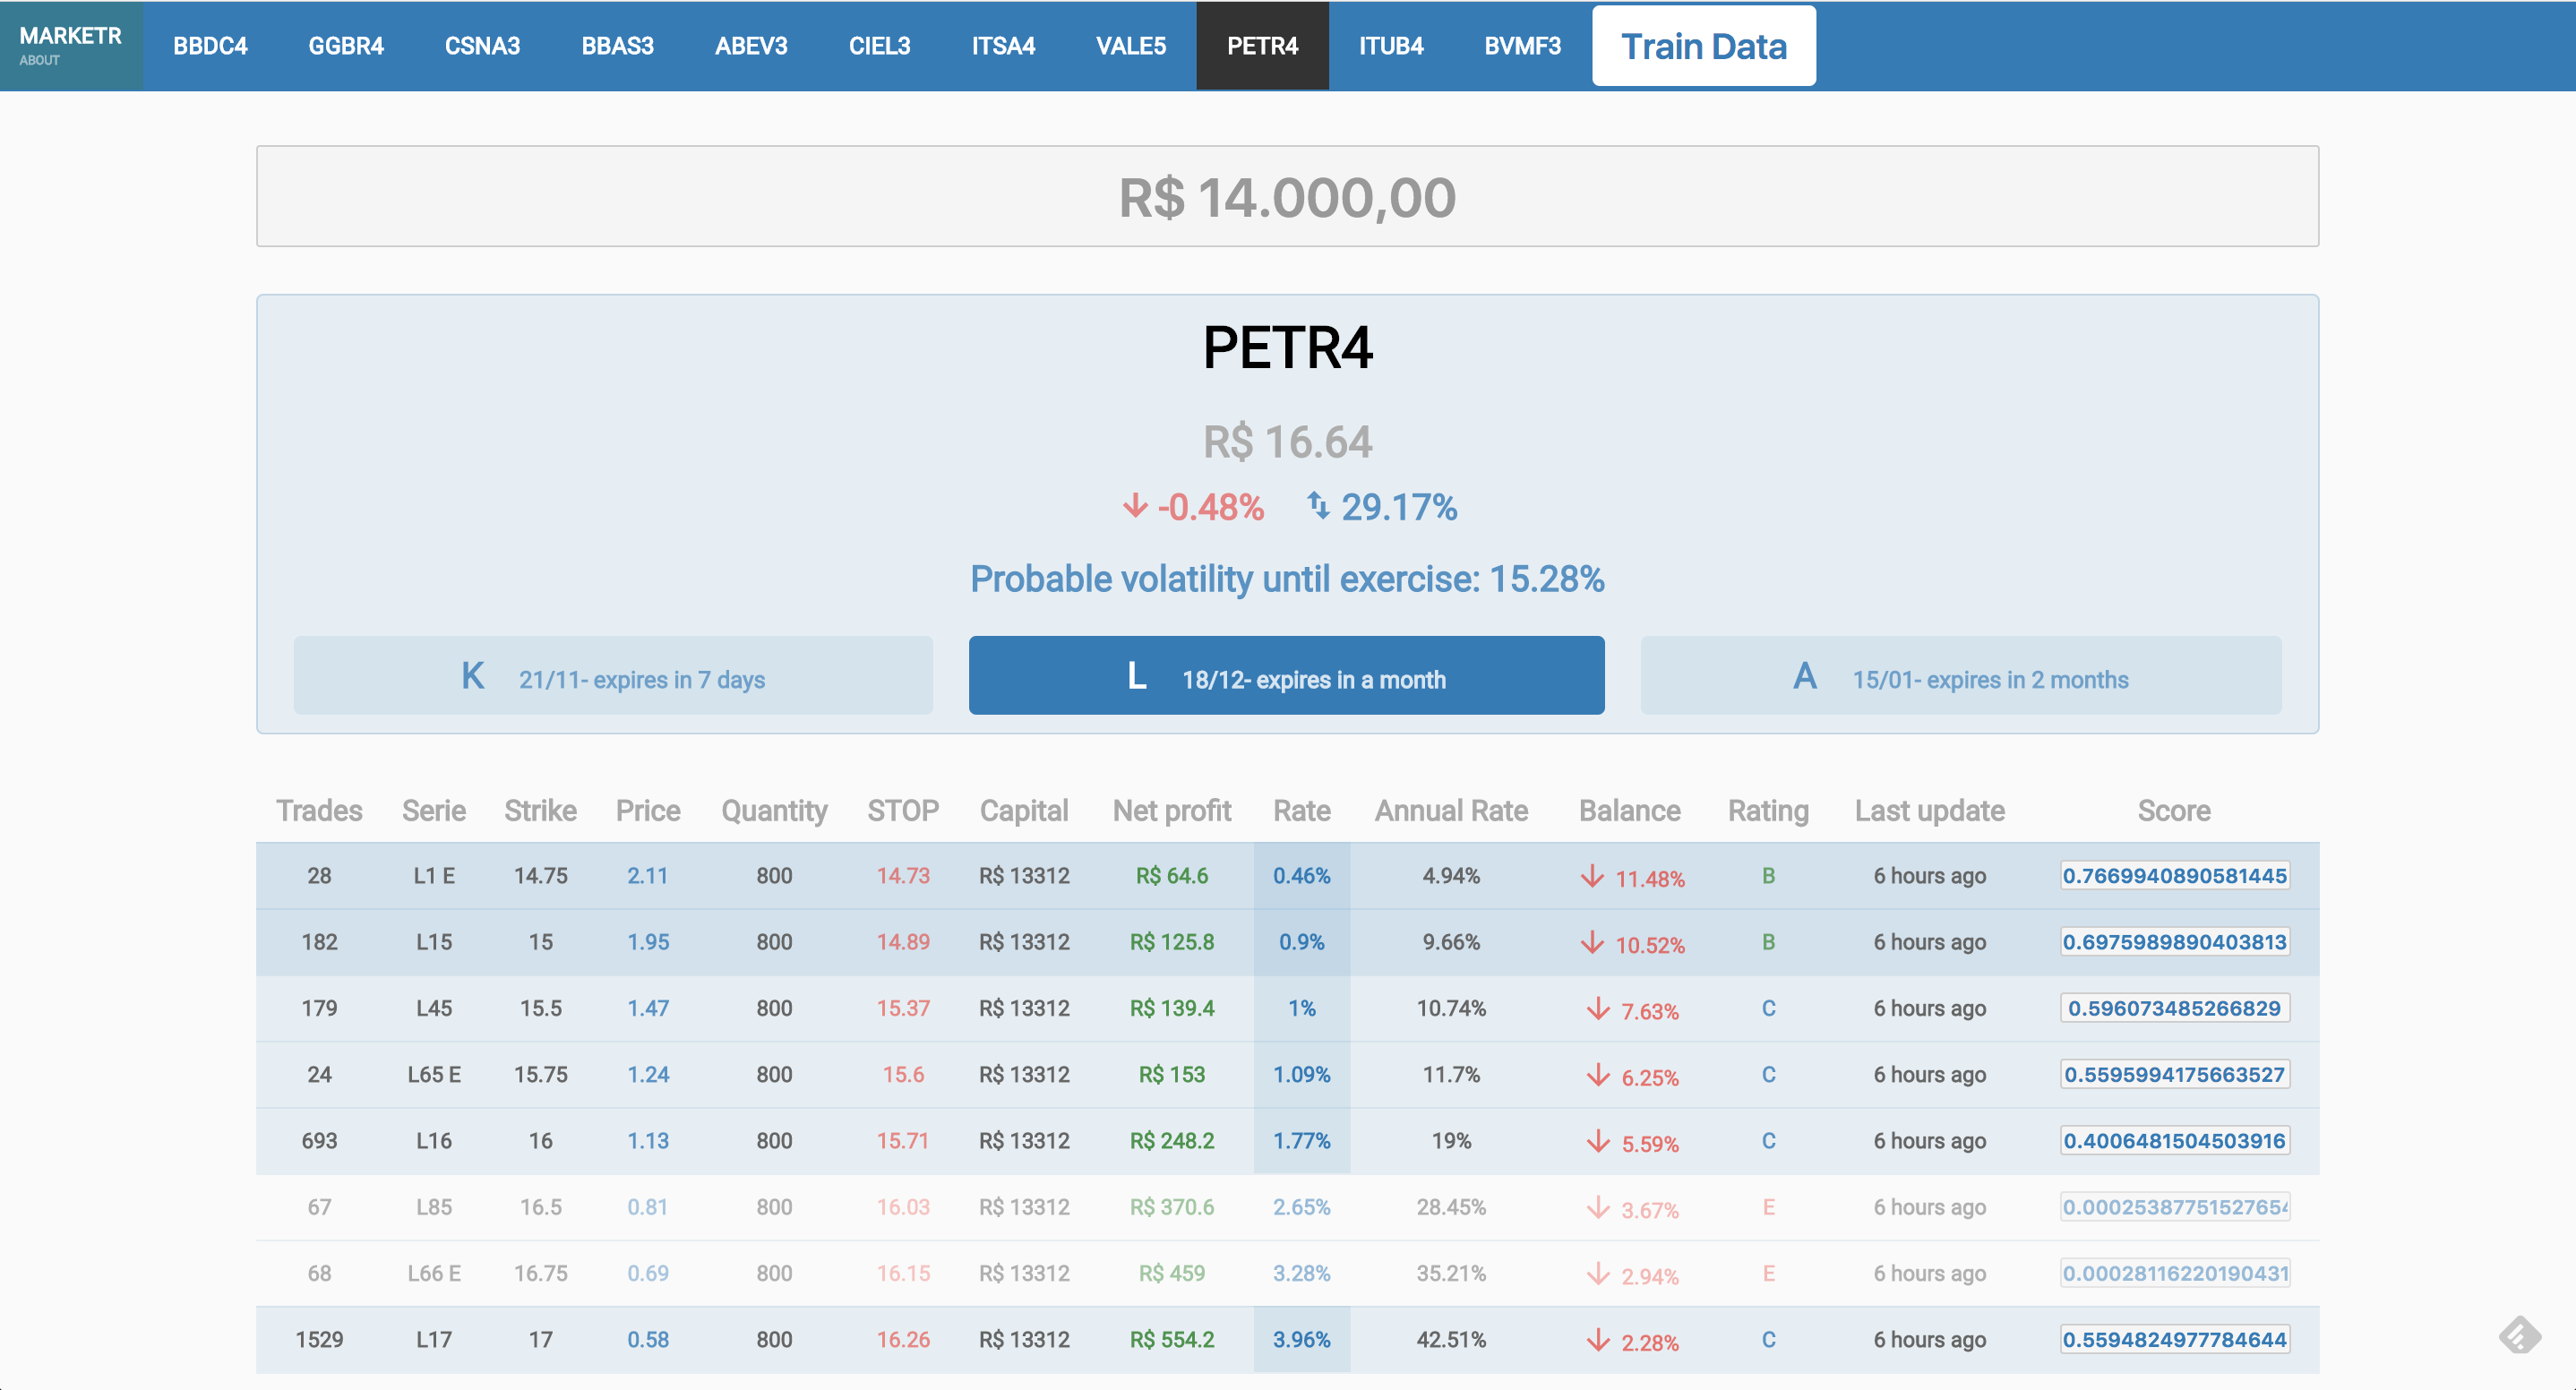 MARKETR BBDC4 GGBR4 CSNA3 BBAS3 ABEV3 CIEL3 ITSA4 VALE5 PETR4 ITUB4 BVMF3 Train Data
ABOUT
R$ 14.000,00
PETR4
R$ 16.64
-0.48% 29.17%
Probable volatility until exercise: 15.28%
K 21/11- expires in 7 days L 18/12- expires in a month A 15/01- expires in 2 months
Trades Serie Strike Price Quantity STOP Capital Net profit Rate Annual Rate Balance Rating Last update Score
28 L1 E 14.75 2.11 800 14.73 R$ 13312 R$ 64.6 0.46% 4.94% 11.48% B 6 hours ago 0.7669940890581445
182 L15 15 1.95 800 14.89 R$ 13312 R$ 125.8 0.9% 9.66% 10.52% B 6 hours ago 0.6975989890403813
179 L45 15.5 1.47 800 15.37 R$ 13312 R$ 139.4 1% 10.74% 7.63% C 6 hours ago 0.596073485266829
24 L65 E 15.75 1.24 800 15.6 R$ 13312 R$ 153 1.09% 11.7% 6.25% C 6 hours ago 0.5595994175663527
693 L16 16 1.13 800 15.71 R$ 13312 R$ 248.2 1.77% 19% 5.59% C 6 hours ago 0.4006481504503916
67 L85 16.5 0.81 800 16.03 R$ 13312 R$ 370.6 2.65% 28.45% 3.67% E 6 hours ago 0.00025387751527654
68 L66 E 16.75 0.69 800 16.15 R$ 13312 R$ 459 3.28% 35.21% 2.94% E 6 hours ago 0.00028116220190431
1529 L17 17 0.58 800 16.26 R$ 13312 R$ 554.2 3.96% 42.51% 2.28% C 6 hours ago 0.5594824977784644